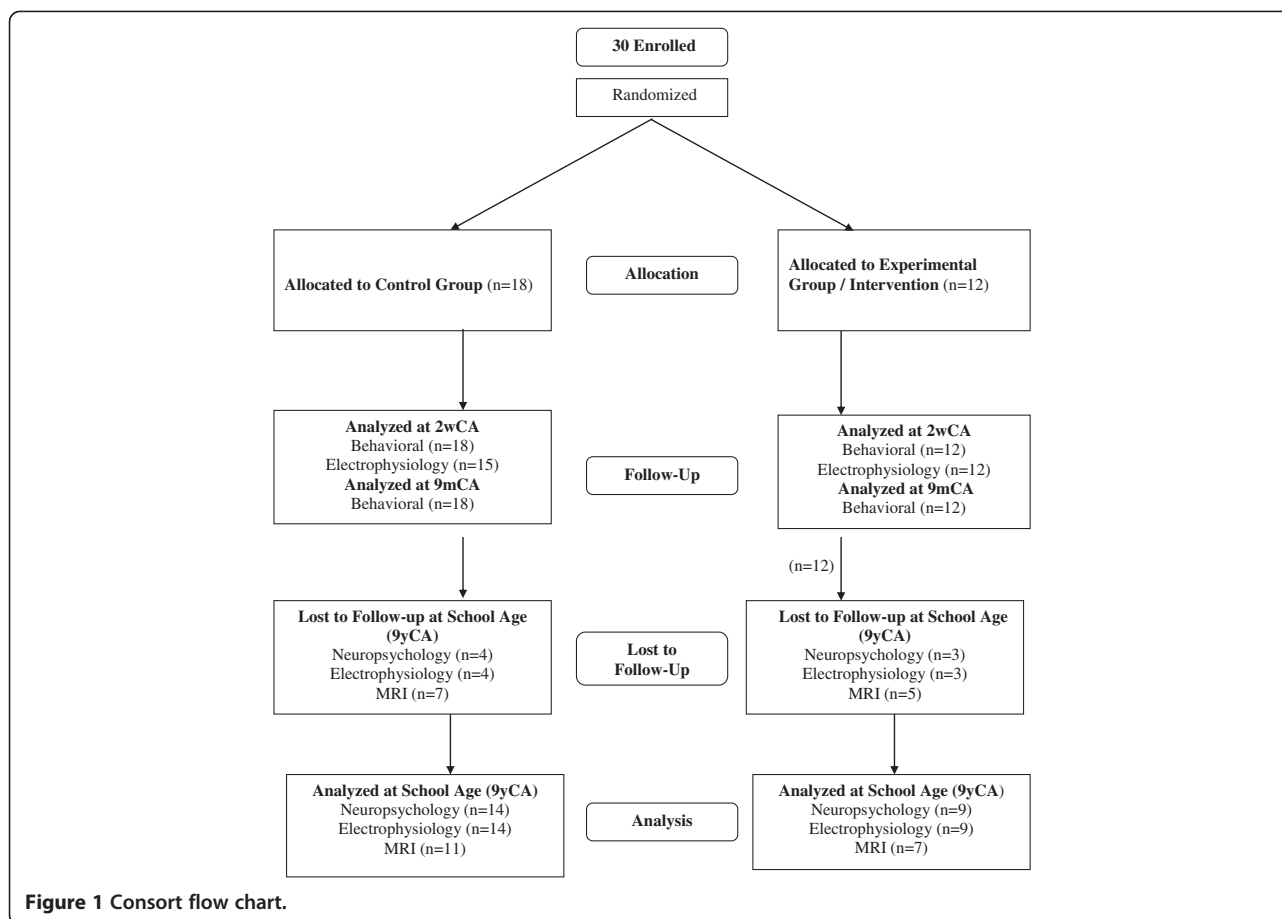 30 Enrolled
Randomized
Allocated to Control Group (n=18)
Allocation
Allocated to Experimental
Group / Intervention (n=12)
Analyzed at 2wCA
Behavioral (n=18)
Electrophysiology (n=15)
Analyzed at 9mCA
Behavioral (n=18)
Follow-Up
Analyzed at 2wCA
Behavioral (n=12)
Electrophysiology (n=12)
Analyzed at 9mCA
Behavioral (n=12)
(n=12)
Lost to Follow-up at School Age
(9yCA)
Neuropsychology (n=4)
Electrophysiology (n=4)
MRI (n=7)
Lost to
Follow-Up
Lost to Follow-up at School Age
(9yCA)
Neuropsychology (n=3)
Electrophysiology (n=3)
MRI (n=5)
Analyzed at School Age (9yCA)
Neuropsychology (n=14)
Electrophysiology (n=14)
MRI (n=11)
Analysis
Analyzed at School Age (9yCA)
Neuropsychology (n=9)
Electrophysiology (n=9)
MRI (n=7)
Figure 1 Consort flow chart.